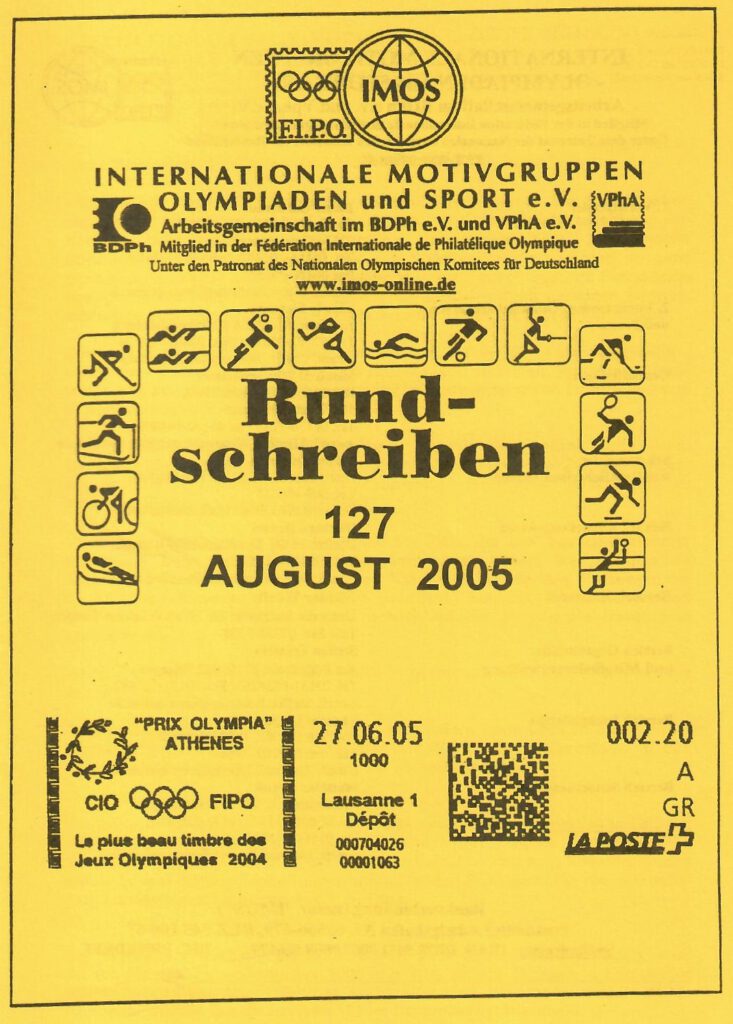 IMOS
F.I.P.O.
INTERNATIONALE MOTIVGRUPPEN
OLYMPIADEN und SPORT e.V.
VPhA
Arbeitsgemeinschaft im BDPh e.V. und VPhA e.V.
BDPh
Mitglied in der Fédération Internationale de Philatélique Olympique
Unter den Patronat des Nationalen Olympischen Komitees für Deutschland
www.imos-online.de
Rund-
schreiben
127
AUGUST 2005
"PRIX OLYMPIA"
ATHENES
CIO FIPO
Le plus beau timbre des
Jeux Olympiques 2004
27.06.05
1000
Lausanne 1
Dépôt
000704026
00001063
002.20
A
GR
LA POSTE